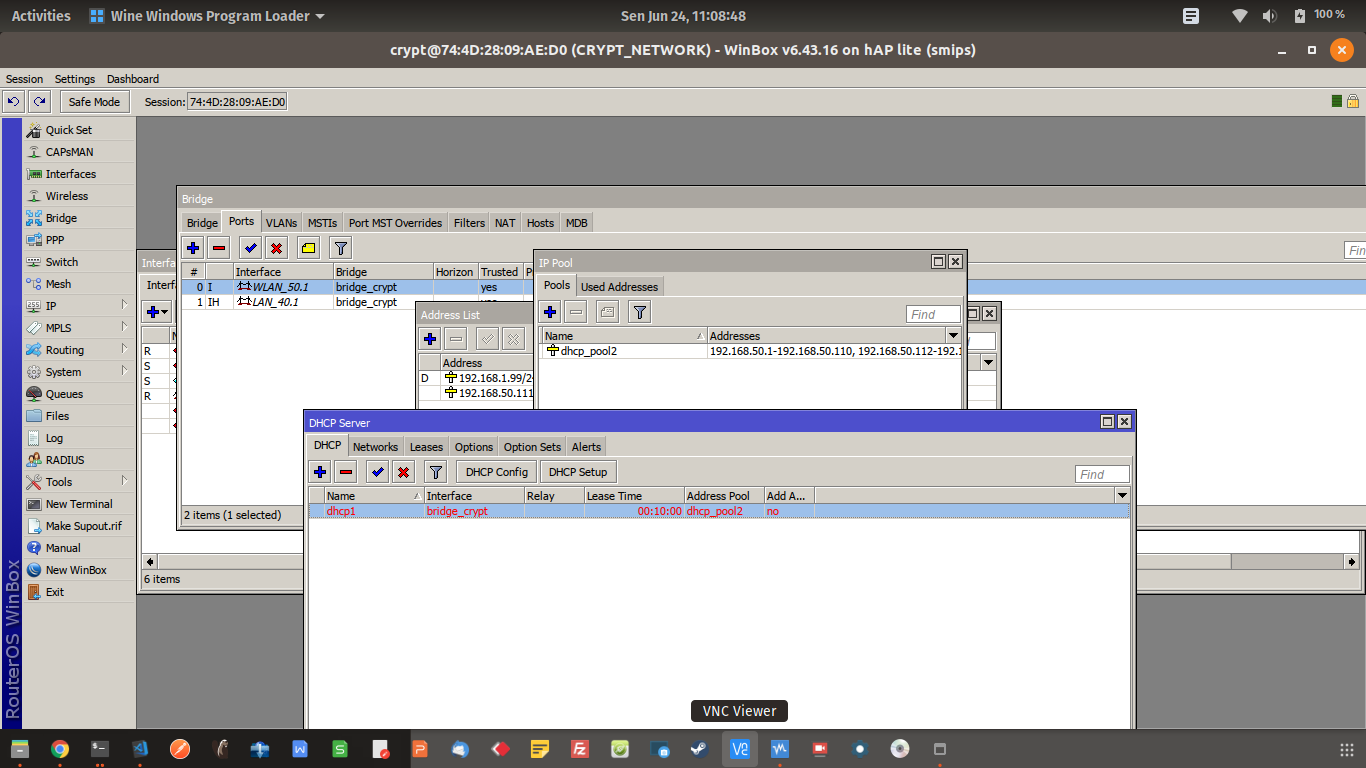 Activities Wine Windows Program Loader Sen Jun 24, 11:08:48 100 %
crypt@74:4D:28:09:AE:D0 (CRYPT_NETWORK) - WinBox v6.43.16 on hAP lite (smips)
Session Settings Dashboard
Safe Mode Session: 74:4D:28:09:AE:D0
RouterOS WinBox
Quick Set
CAPsMAN
Interfaces
Wireless
Bridge
PPP
Switch
Mesh
IP
MPLS
Routing
System
Queues
Files
Log
RADIUS
Tools
New Terminal
Make Supout.rif
Manual
New WinBox
Exit
Bridge
Bridge Ports VLANs MSTIs Port MST Overrides Filters NAT Hosts MDB
Fin
# Interface Bridge Horizon Trusted P
0 I WLAN_50.1 bridge_crypt yes
1 IH LAN_40.1 bridge_crypt yes
2 items (1 selected)
Interfa
Interf
R
S
S
R
6 items
Address List
Address
D 192.168.1.99/2
192.168.50.111
IP Pool
Pools Used Addresses
Find
Name Addresses
dhcp_pool2 192.168.50.1-192.168.50.110, 192.168.50.112-192.1
DHCP Server
DHCP Networks Leases Options Option Sets Alerts
DHCP Config DHCP Setup Find
Name Interface Relay Lease Time Address Pool Add A...
dhcp1 bridge_crypt 00:10:00 dhcp_pool2 no
VNC Viewer